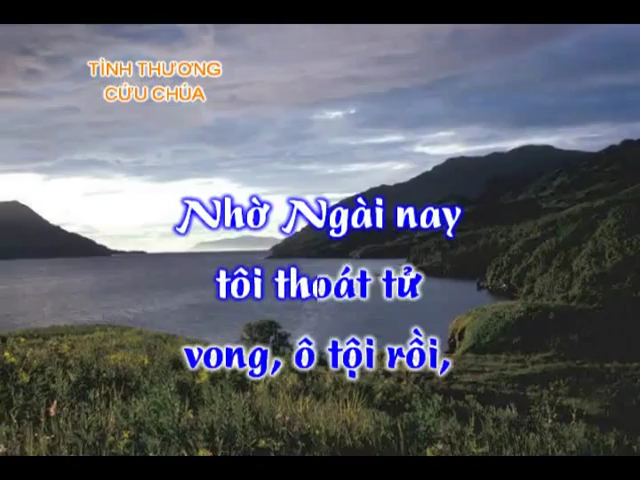 TÌNH THƯƠNG
CỨU CHÚA
Nhờ Ngài nay
tôi thoát tử
vong, ô tội rồi,